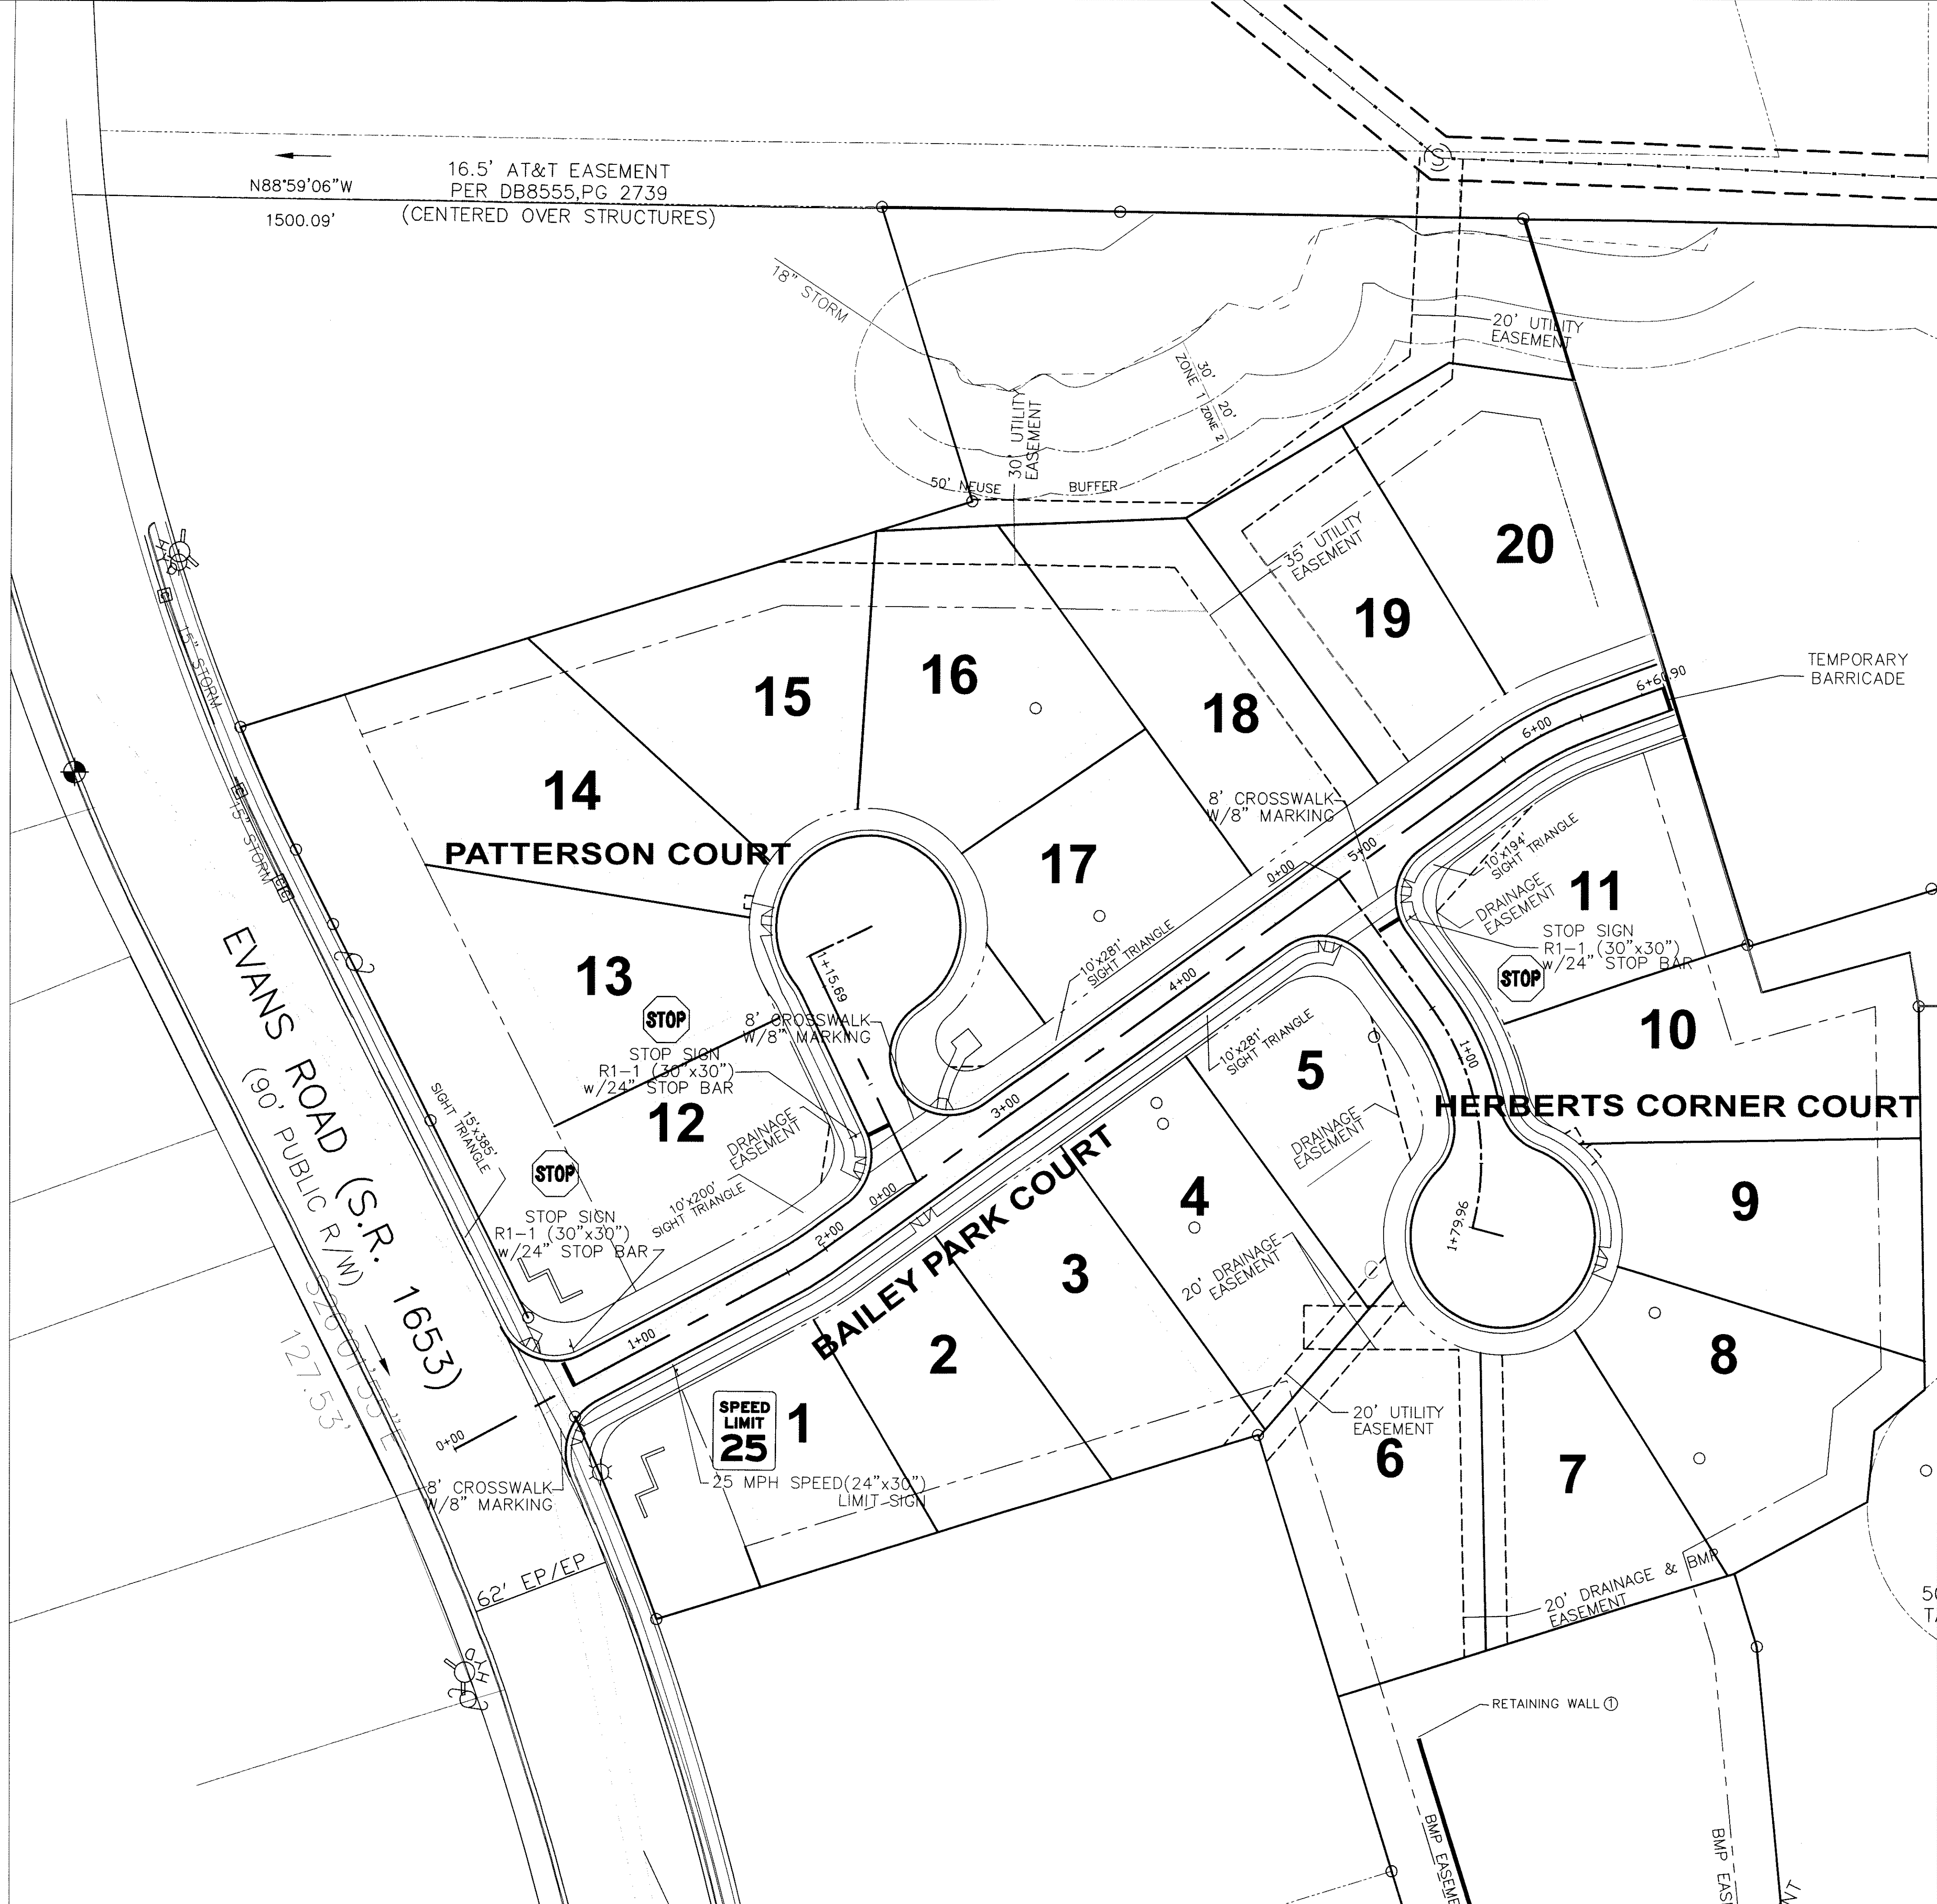 16.5' AT&T EASEMENT
PER DB8555,PG 2739
(CENTERED OVER STRUCTURES)
N88°59'06"W
1500.09'
S
18" STORM
20' UTILITY
EASEMENT
30'
ZONE 1
20'
ZONE 2
30' UTILITY
EASEMENT
50' NEUSE BUFFER
35' UTILITY
EASEMENT
20
19
18
16
15
14
17
PATTERSON COURT
HYD
15" STORM
15" STORM
TEMPORARY
BARRICADE
6+60.90
6+00
8' CROSSWALK
W/8" MARKING
5+00
0+00
10'x194'
SIGHT TRIANGLE
DRAINAGE
EASEMENT
11
STOP SIGN
R1-1 (30"x30")
w/24" STOP BAR
STOP
10'x281'
SIGHT TRIANGLE
4+00
10'x281'
SIGHT TRIANGLE
13
STOP
STOP SIGN
R1-1 (30"x30")
w/24" STOP BAR
1+15.69
8' CROSSWALK
W/8" MARKING
12
DRAINAGE
EASEMENT
3+00
5
DRAINAGE
EASEMENT
1+00
10
HERBERTS CORNER COURT
9
1+79.96
EVANS ROAD (S.R. 1653)
(90' PUBLIC R/W)
15'x385'
SIGHT TRIANGLE
STOP
STOP SIGN
R1-1 (30"x30")
w/24" STOP BAR
10'x200'
SIGHT TRIANGLE
0+00
2+00
1+00
0+00
BAILEY PARK COURT
4
3
2
1
20' DRAINAGE
EASEMENT
8
20' UTILITY
EASEMENT
6
7
SPEED
LIMIT
25
25 MPH SPEED(24"x30")
LIMIT SIGN
8' CROSSWALK
W/8" MARKING
127.53'
62' EP/EP
HYD
20' DRAINAGE & BMP
EASEMENT
RETAINING WALL 1
BMP EASEME
BMP EAS